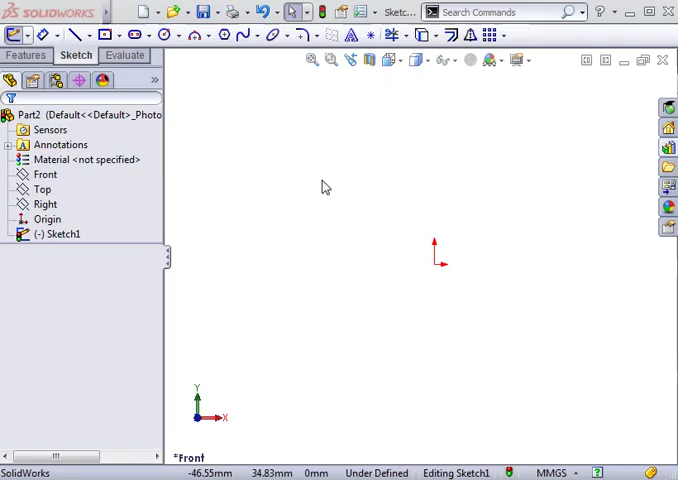 SOLIDWORKS
Sketc...
Search Commands
Features
Sketch
Evaluate
Part2 (Default<<Default>_Photo
Sensors
Annotations
Material <not specified>
Front
Top
Right
Origin
(-) Sketch1
Y
X
*Front
SolidWorks
-46.55mm
34.83mm
0mm
Under Defined
Editing Sketch1
MMGS